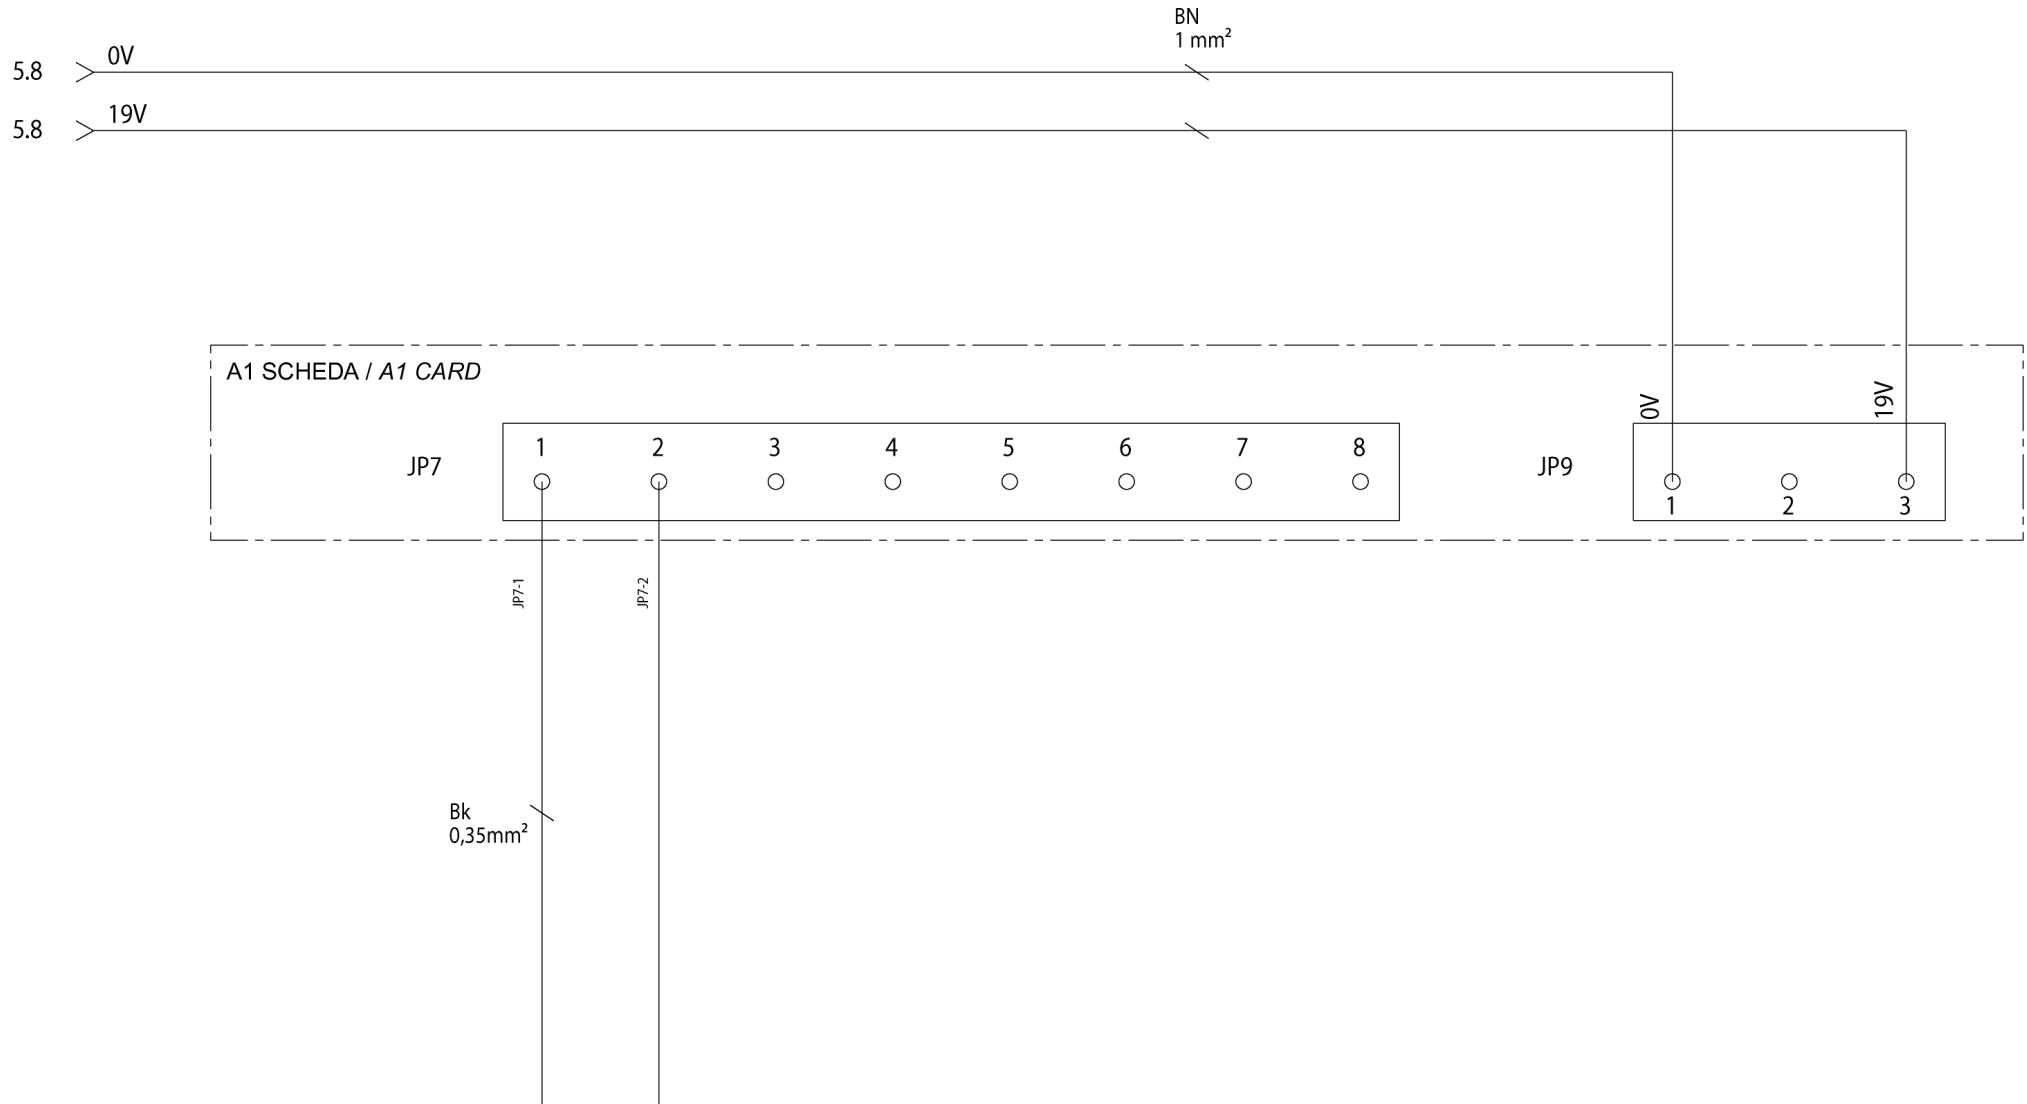 BN
1 mm²
5.8
0V
5.8
19V
A1 SCHEDA / A1 CARD
JP7
1 2 3 4 5 6 7 8
JP9
0V
19V
1 2 3
JP7-1
JP7-2
Bk
0,35mm²